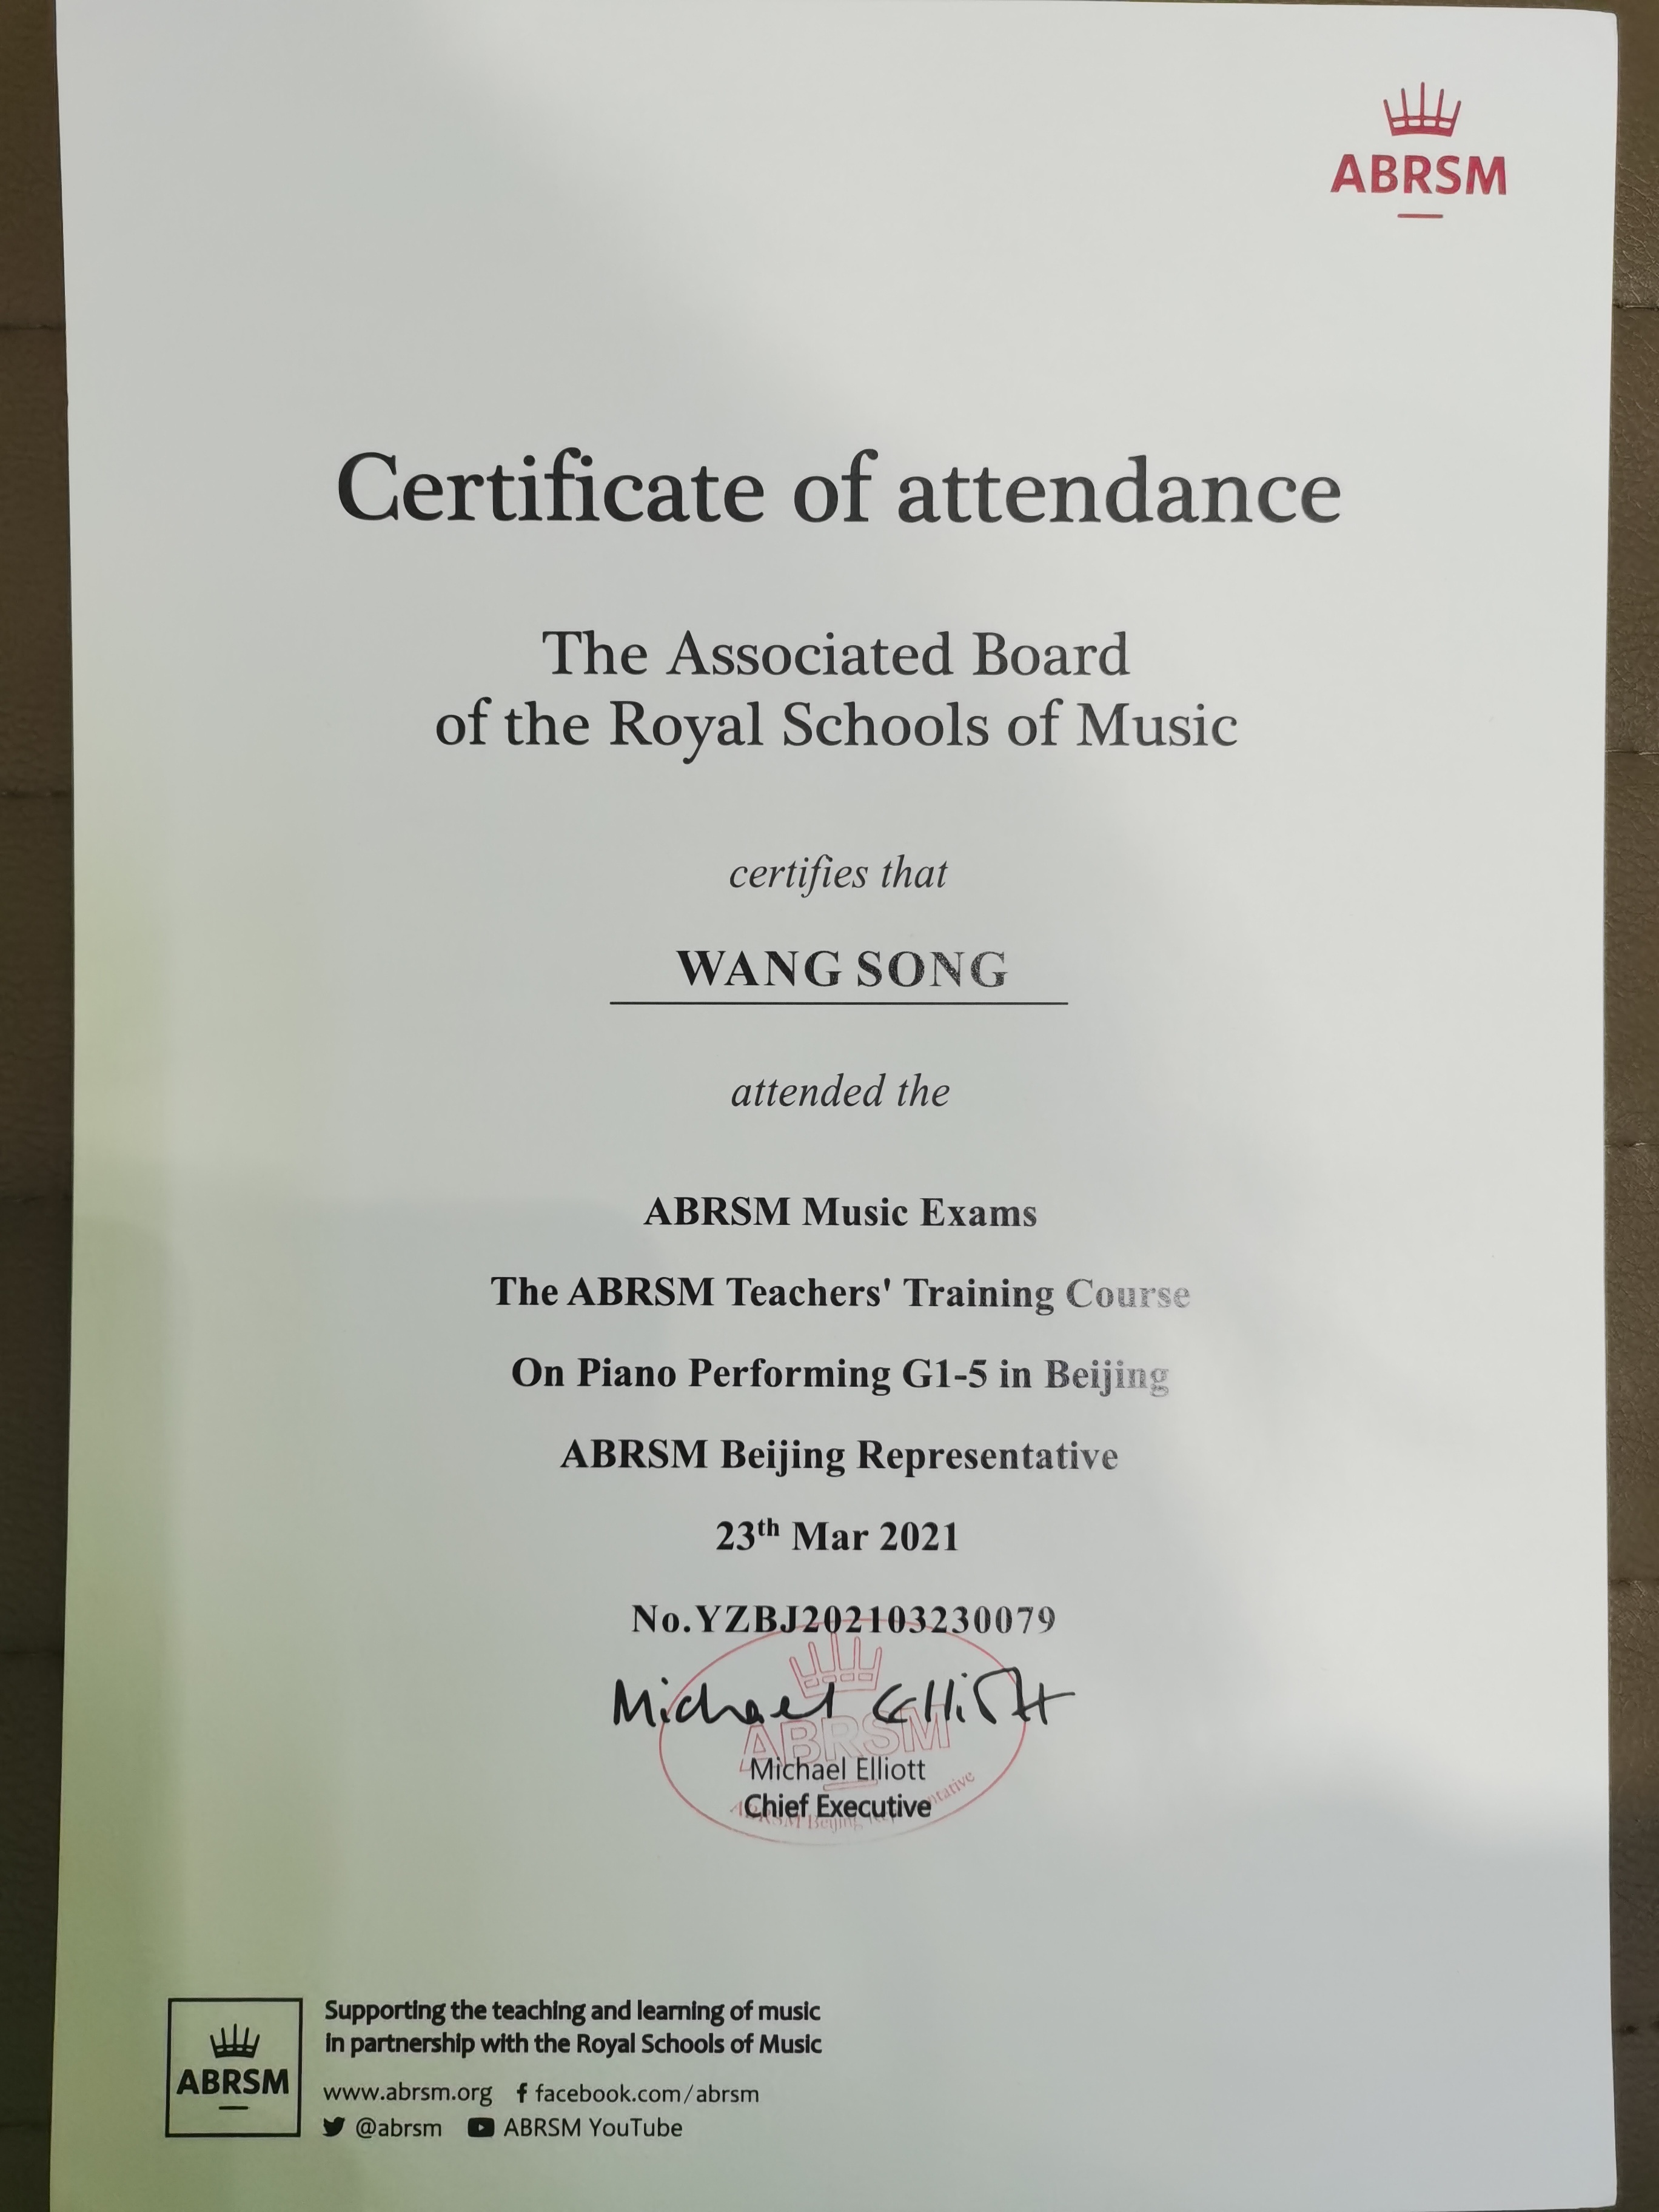 ABRSM
Certificate of attendance
The Associated Board
of the Royal Schools of Music
certifies that
WANG SONG
attended the
ABRSM Music Exams
The ABRSM Teachers' Training Course
On Piano Performing G1-5 in Beijing
ABRSM Beijing Representative
23th Mar 2021
No.YZBJ202103230079
Michael Elliott
ABRSM
Michael Elliott
Chief Executive
ABRSM Beijing Representative
ABRSM
Supporting the teaching and learning of music
in partnership with the Royal Schools of Music
www.abrsm.org f facebook.com/abrsm
@abrsm ABRSM YouTube